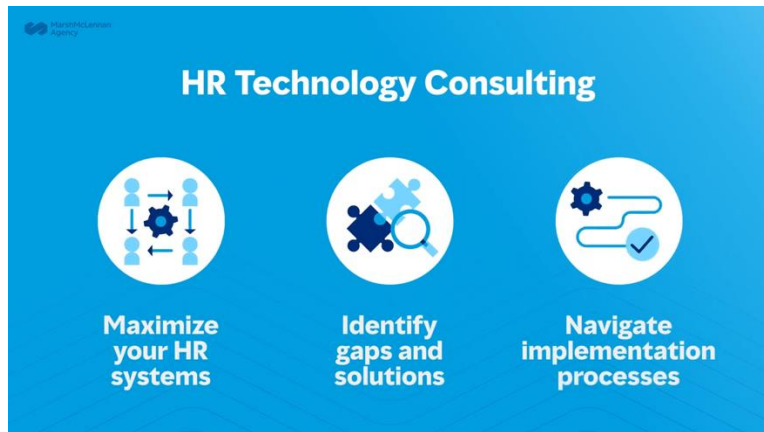 MarshMcLennan
Agency
HR Technology Consulting
Maximize
your HR
systems
Identify
gaps and
solutions
Navigate
implementation
processes